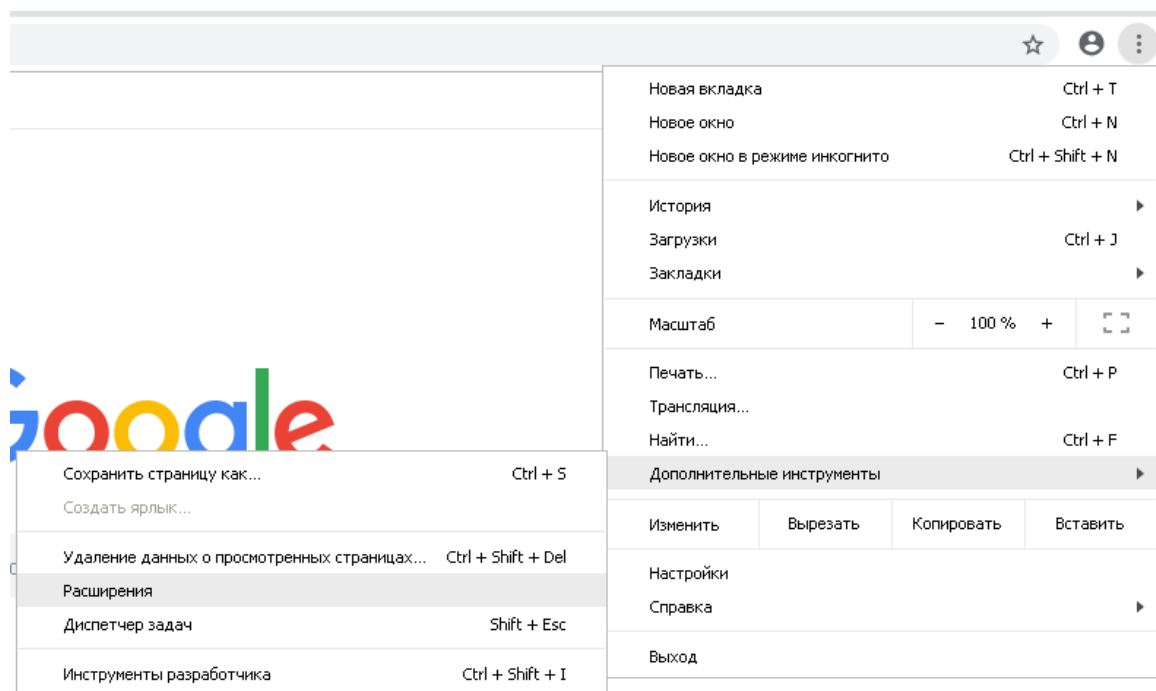 Новая вкладка Ctrl + T
Новое окно Ctrl + N
Новое окно в режиме инкогнито Ctrl + Shift + N
История
Загрузки Ctrl + J
Закладки
Масштаб - 100 % +
Печать... Ctrl + P
Трансляция...
Найти... Ctrl + F
Дополнительные инструменты
Изменить Вырезать Копировать Вставить
Настройки
Справка
Выход
Google
Сохранить страницу как... Ctrl + S
Создать ярлык...
Удаление данных о просмотренных страницах... Ctrl + Shift + Del
Расширения
Диспетчер задач Shift + Esc
Инструменты разработчика Ctrl + Shift + I